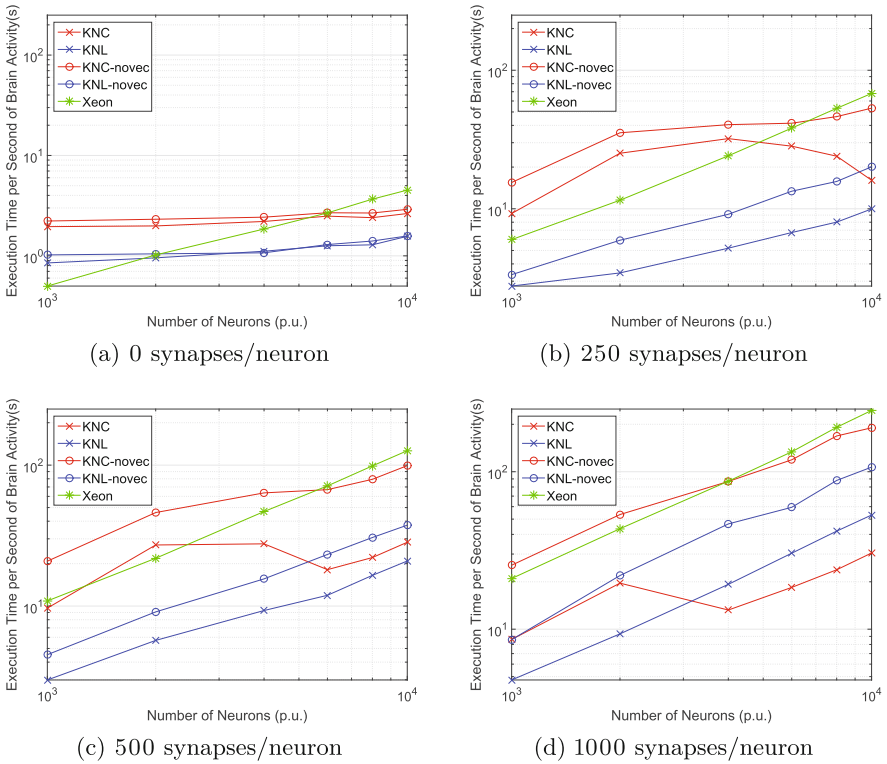 Execution Time per Second of Brain Activity(s)
10^2
10^1
10^0
KNC
KNL
KNC-novec
KNL-novec
Xeon
10^3
10^4
Number of Neurons (p.u.)
(a) 0 synapses/neuron
Execution Time per Second of Brain Activity(s)
10^2
10^1
KNC
KNL
KNC-novec
KNL-novec
Xeon
10^3
10^4
Number of Neurons (p.u.)
(b) 250 synapses/neuron
Execution Time per Second of Brain Activity(s)
10^2
10^1
KNC
KNL
KNC-novec
KNL-novec
Xeon
10^3
10^4
Number of Neurons (p.u.)
(c) 500 synapses/neuron
Execution Time per Second of Brain Activity(s)
10^2
10^1
KNC
KNL
KNC-novec
KNL-novec
Xeon
10^3
10^4
Number of Neurons (p.u.)
(d) 1000 synapses/neuron